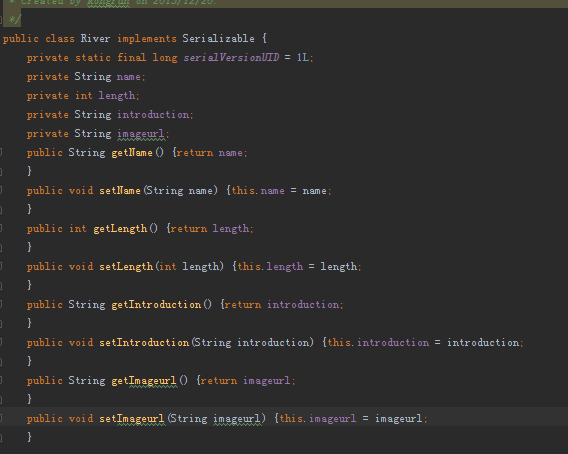 * Created by Rongrun on 2015/12/20.
*/
public class River implements Serializable {
private static final long serialVersionUID = 1L;
private String name;
private int length;
private String introduction;
private String imageurl;
public String getName() {return name;
}
public void setName(String name) {this.name = name;
}
public int getLength() {return length;
}
public void setLength(int length) {this.length = length;
}
public String getIntroduction() {return introduction;
}
public void setIntroduction(String introduction) {this.introduction = introduction;
}
public String getImageurl() {return imageurl;
}
public void setImageurl(String imageurl) {this.imageurl = imageurl;
}